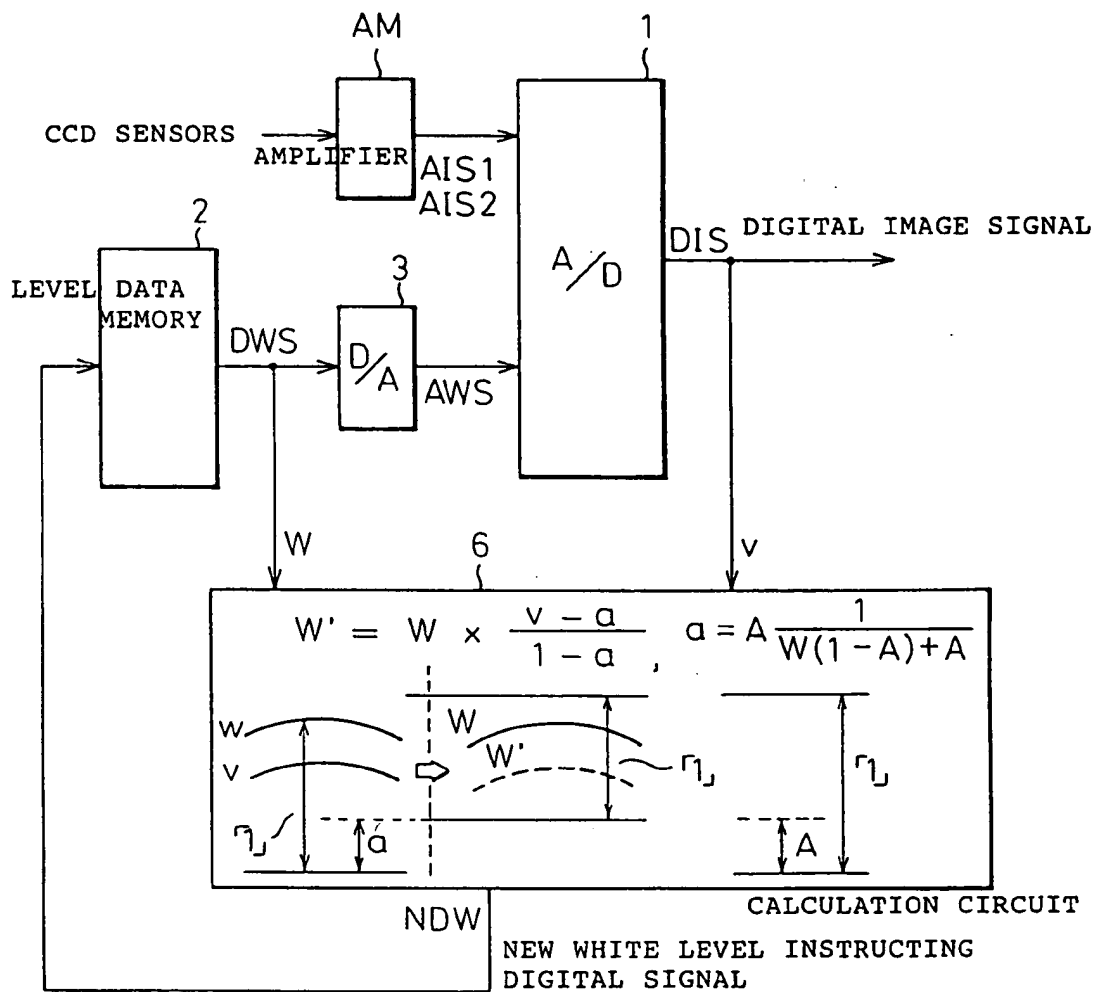 AM
1
CCD SENSORS
AMPLIFIER
AIS1
AIS2
2
DIS
DIGITAL IMAGE SIGNAL
A/D
3
LEVEL DATA
MEMORY
DWS
D/A
AWS
W
6
v
W' = W × (v - a)/(1 - a), a = A 1/(W(1 - A) + A)
W
v
「1」
a
W
W'
「1」
「1」
A
CALCULATION CIRCUIT
NDW
NEW WHITE LEVEL INSTRUCTING
DIGITAL SIGNAL